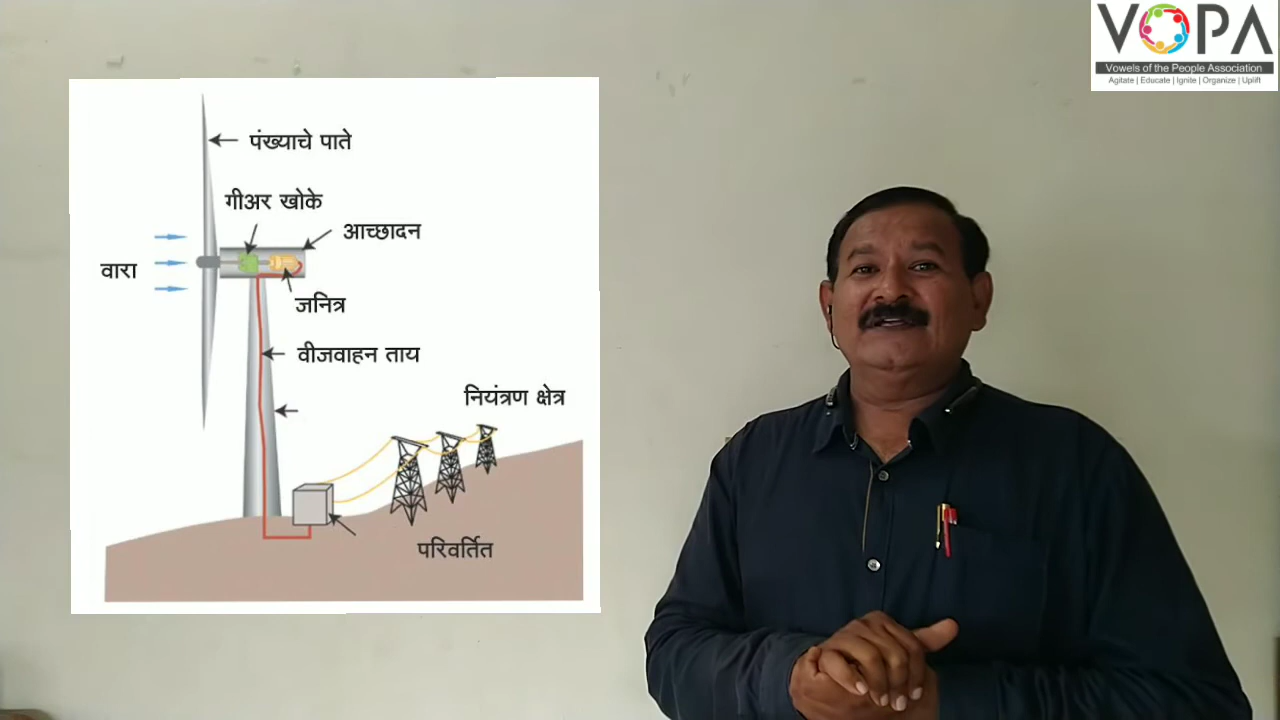 VOPA
Vowels of the People Association
Agitate | Educate | Ignite | Organize | Uplift
पंख्याचे पाते
गीअर खोके
आच्छादन
वारा
जनित्र
वीजवाहन ताय
नियंत्रण क्षेत्र
परिवर्तित